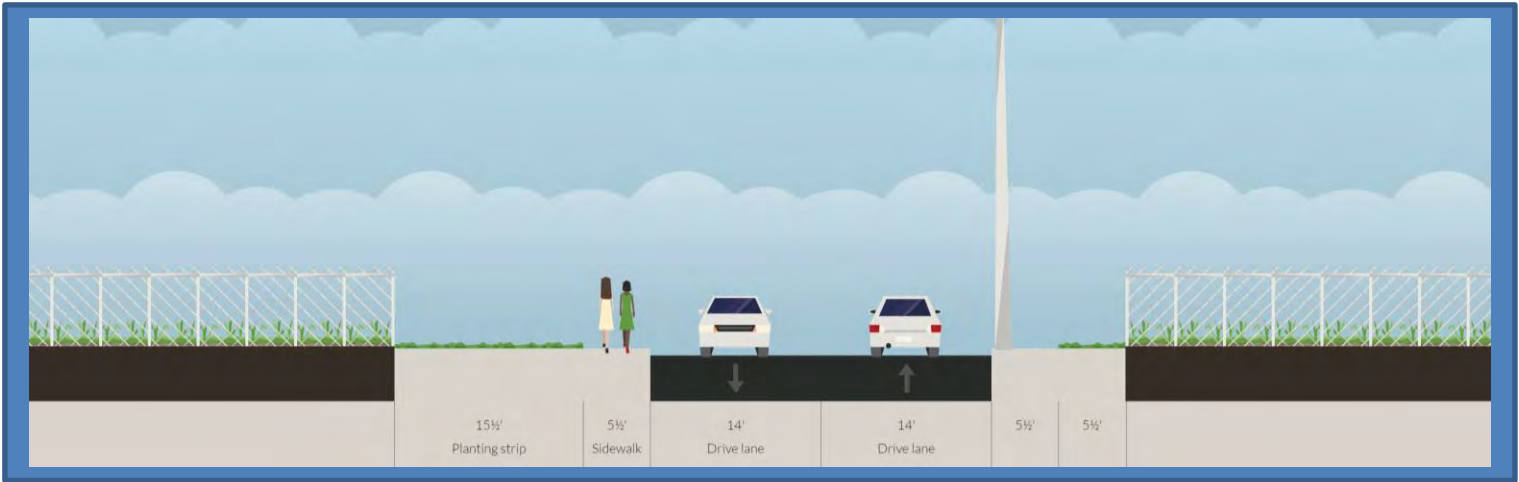 15½' 5½' 14' 14' 5½' 5½'
Planting strip Sidewalk Drive lane Drive lane